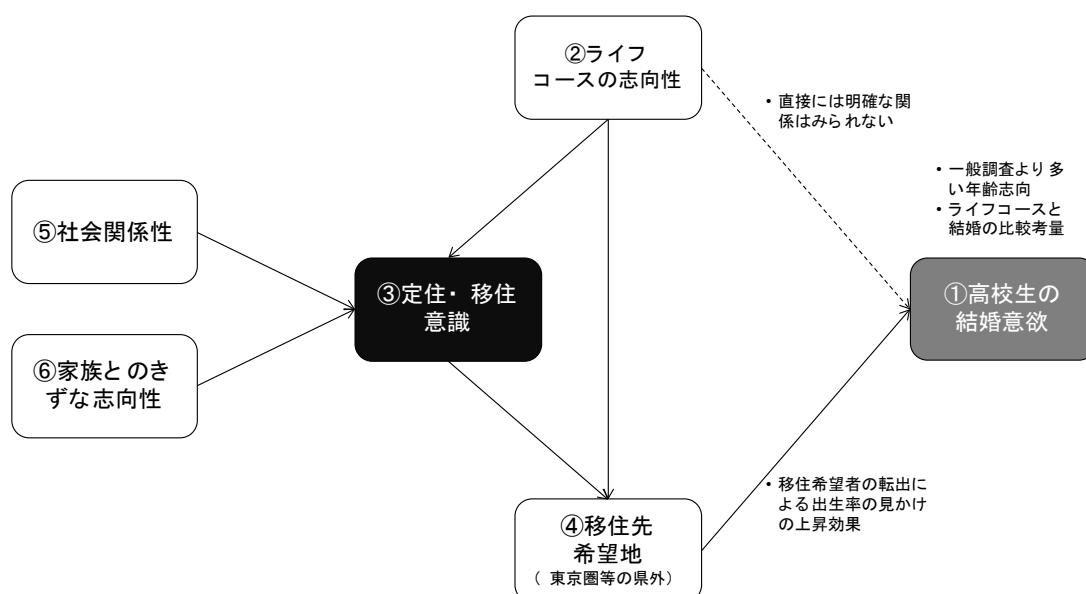 ②ライフ
コースの志向性
• 直接には明確な関
係はみられない
• 一般調査より多
い年齢志向
• ライフコースと
結婚の比較考量
⑤社会関係性
③定住・移住
意識
①高校生の
結婚意欲
⑥家族とのき
ずな志向性
• 移住希望者の転出に
よる出生率の見かけ
の上昇効果
④移住先
希望地
（東京圏等の県外）